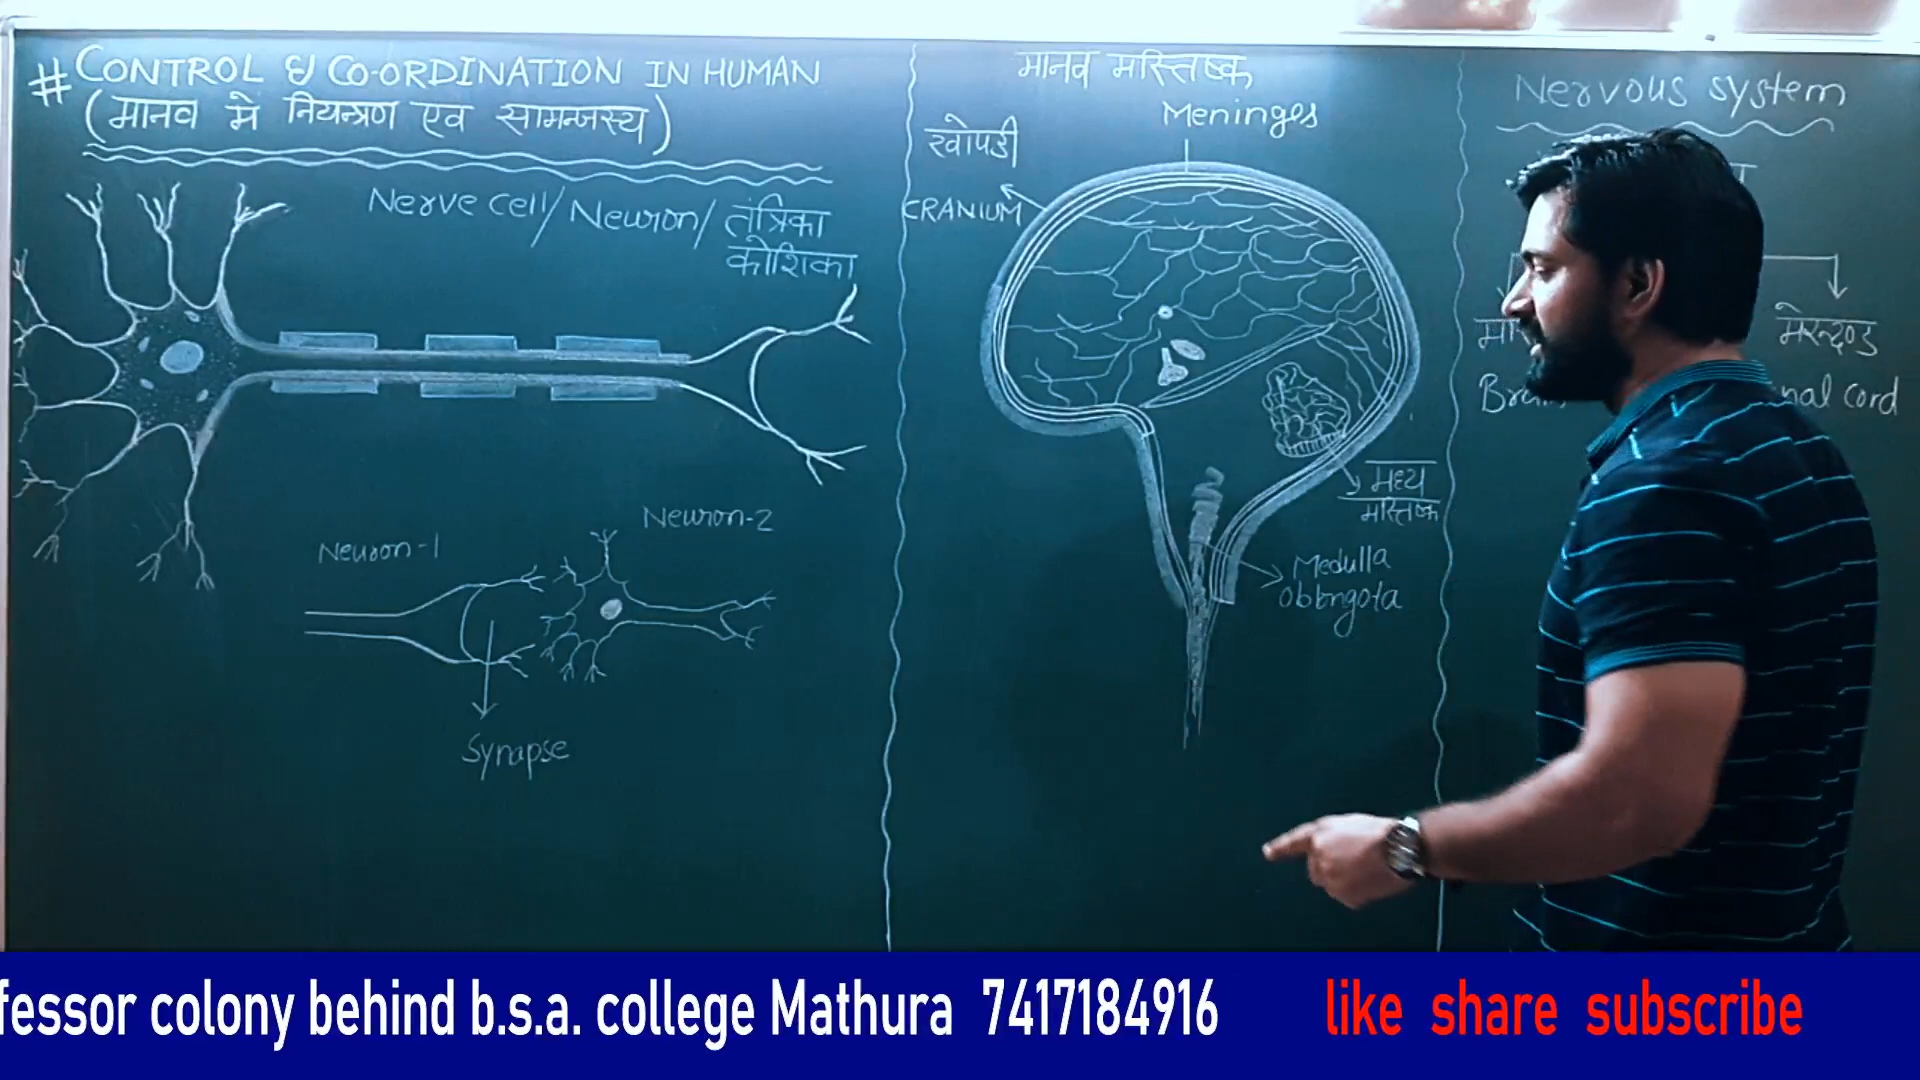 # CONTROL & CO-ORDINATION IN HUMAN
(मानव में नियन्त्रण एवं सामन्जस्य)
Nerve cell/Neuron/तंत्रिका
कोशिका
Neuron-1
Neuron-2
Synapse
मानव मस्तिष्क
Meninges
खोपडी
CRANIUM
मध्य
मस्तिष्क
Medulla
oblongata
Nervous system
मेरुदण्ड
nal cord
fessor colony behind b.s.a. college Mathura 7417184916
like share subscribe